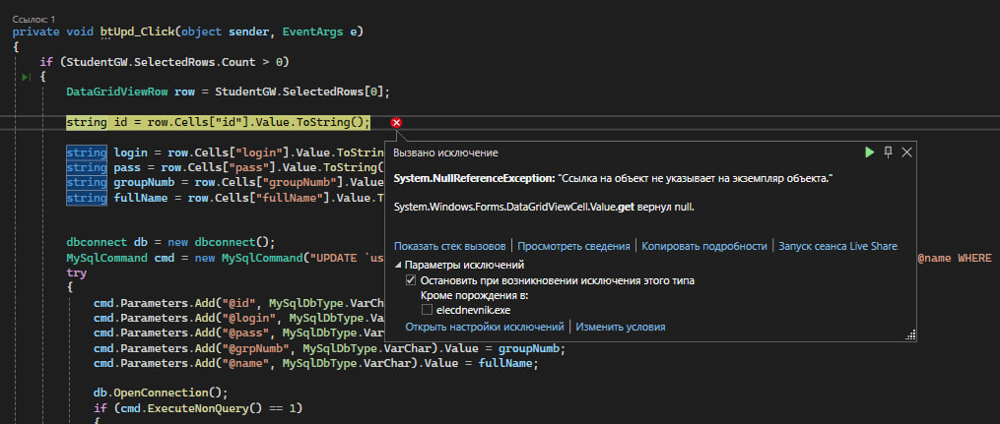 Ссылок: 1
private void btUpd_Click(object sender, EventArgs e)
{
if (StudentGW.SelectedRows.Count > 0)
{
DataGridViewRow row = StudentGW.SelectedRows[0];
string id = row.Cells["id"].Value.ToString();
string login = row.Cells["login"].Value.ToStrin
string pass = row.Cells["pass"].Value.ToString(
string groupNumb = row.Cells["groupNumb"].Value
string fullName = row.Cells["fullName"].Value.T
Вызвано исключение
System.NullReferenceException: "Ссылка на объект не указывает на экземпляр объекта."
System.Windows.Forms.DataGridViewCell.Value.get вернул null.
Показать стек вызовов | Просмотреть сведения | Копировать подробности | Запуск сеанса Live Share
Параметры исключений
Остановить при возникновении исключения этого типа
Кроме порождения в:
elecdnevnik.exe
Открыть настройки исключений | Изменить условия
dbconnect db = new dbconnect();
MySqlCommand cmd = new MySqlCommand("UPDATE `us @name WHERE
try
{
cmd.Parameters.Add("@id", MySqlDbType.VarCh
cmd.Parameters.Add("@login", MySqlDbType.Va
cmd.Parameters.Add("@pass", MySqlDbType.Var
cmd.Parameters.Add("@grpNumb", MySqlDbType.VarChar).Value = groupNumb;
cmd.Parameters.Add("@name", MySqlDbType.VarChar).Value = fullName;
db.OpenConnection();
if (cmd.ExecuteNonQuery() == 1)
{